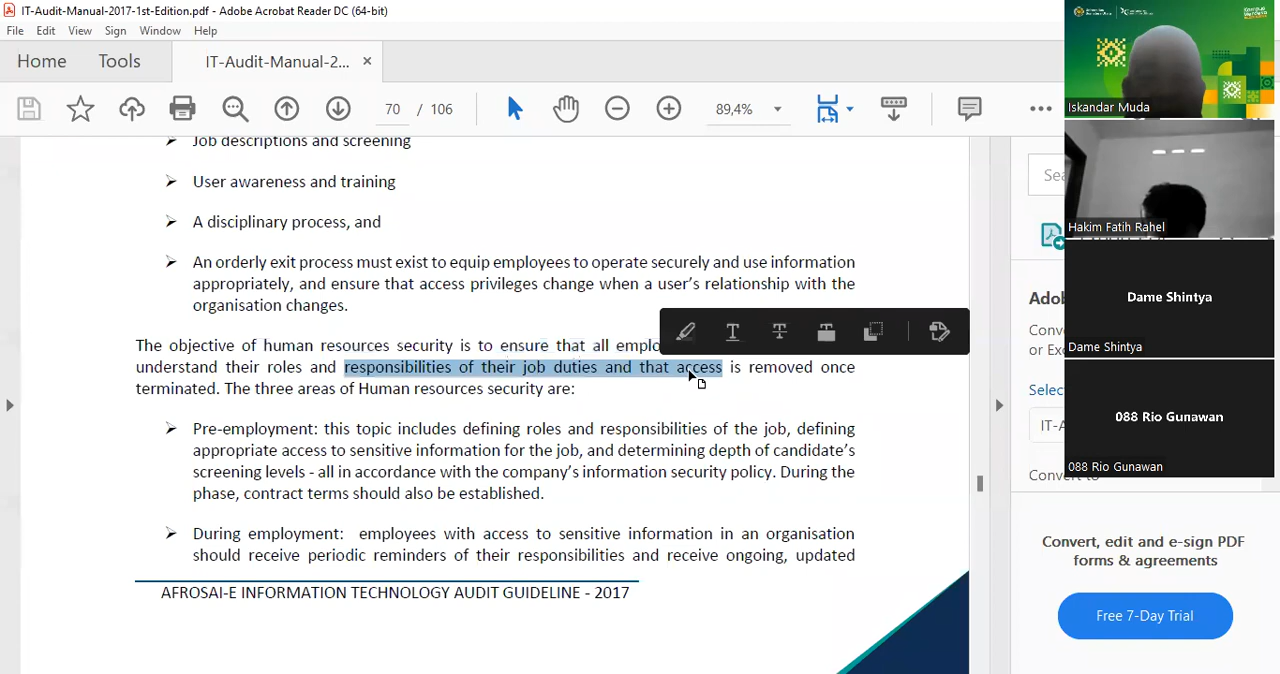 IT-Audit-Manual-2017-1st-Edition.pdf - Adobe Acrobat Reader DC (64-bit)
File Edit View Sign Window Help
Home Tools IT-Audit-Manual-2... ×
70 / 106 89,4%
Job descriptions and screening
User awareness and training
A disciplinary process, and
An orderly exit process must exist to equip employees to operate securely and use information
appropriately, and ensure that access privileges change when a user's relationship with the
organisation changes.
The objective of human resources security is to ensure that all emplo
understand their roles and responsibilities of their job duties and that access is removed once
terminated. The three areas of Human resources security are:
Pre-employment: this topic includes defining roles and responsibilities of the job, defining
appropriate access to sensitive information for the job, and determining depth of candidate's
screening levels - all in accordance with the company's information security policy. During the
phase, contract terms should also be established.
During employment: employees with access to sensitive information in an organisation
should receive periodic reminders of their responsibilities and receive ongoing, updated
AFROSAI-E INFORMATION TECHNOLOGY AUDIT GUIDELINE - 2017
Sea
Adob
Conv
or Ex
Select
IT-A
Convert to
Convert, edit and e-sign PDF
forms & agreements
Free 7-Day Trial
Iskandar Muda
Hakim Fatih Rahel
Dame Shintya
Dame Shintya
088 Rio Gunawan
088 Rio Gunawan